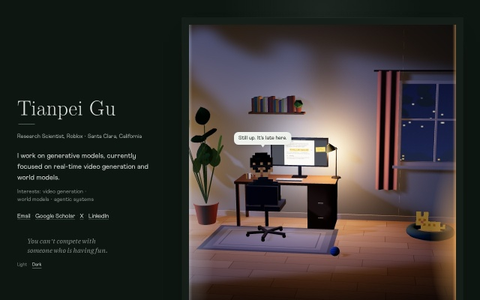 Tianpei Gu
Research Scientist, Roblox · Santa Clara, California
I work on generative models, currently
focused on real-time video generation and
world models.
Interests: video generation ·
world models · agentic systems
Email Google Scholar X LinkedIn
You can't compete with
someone who is having fun.
Light Dark
Still up. It's late here.